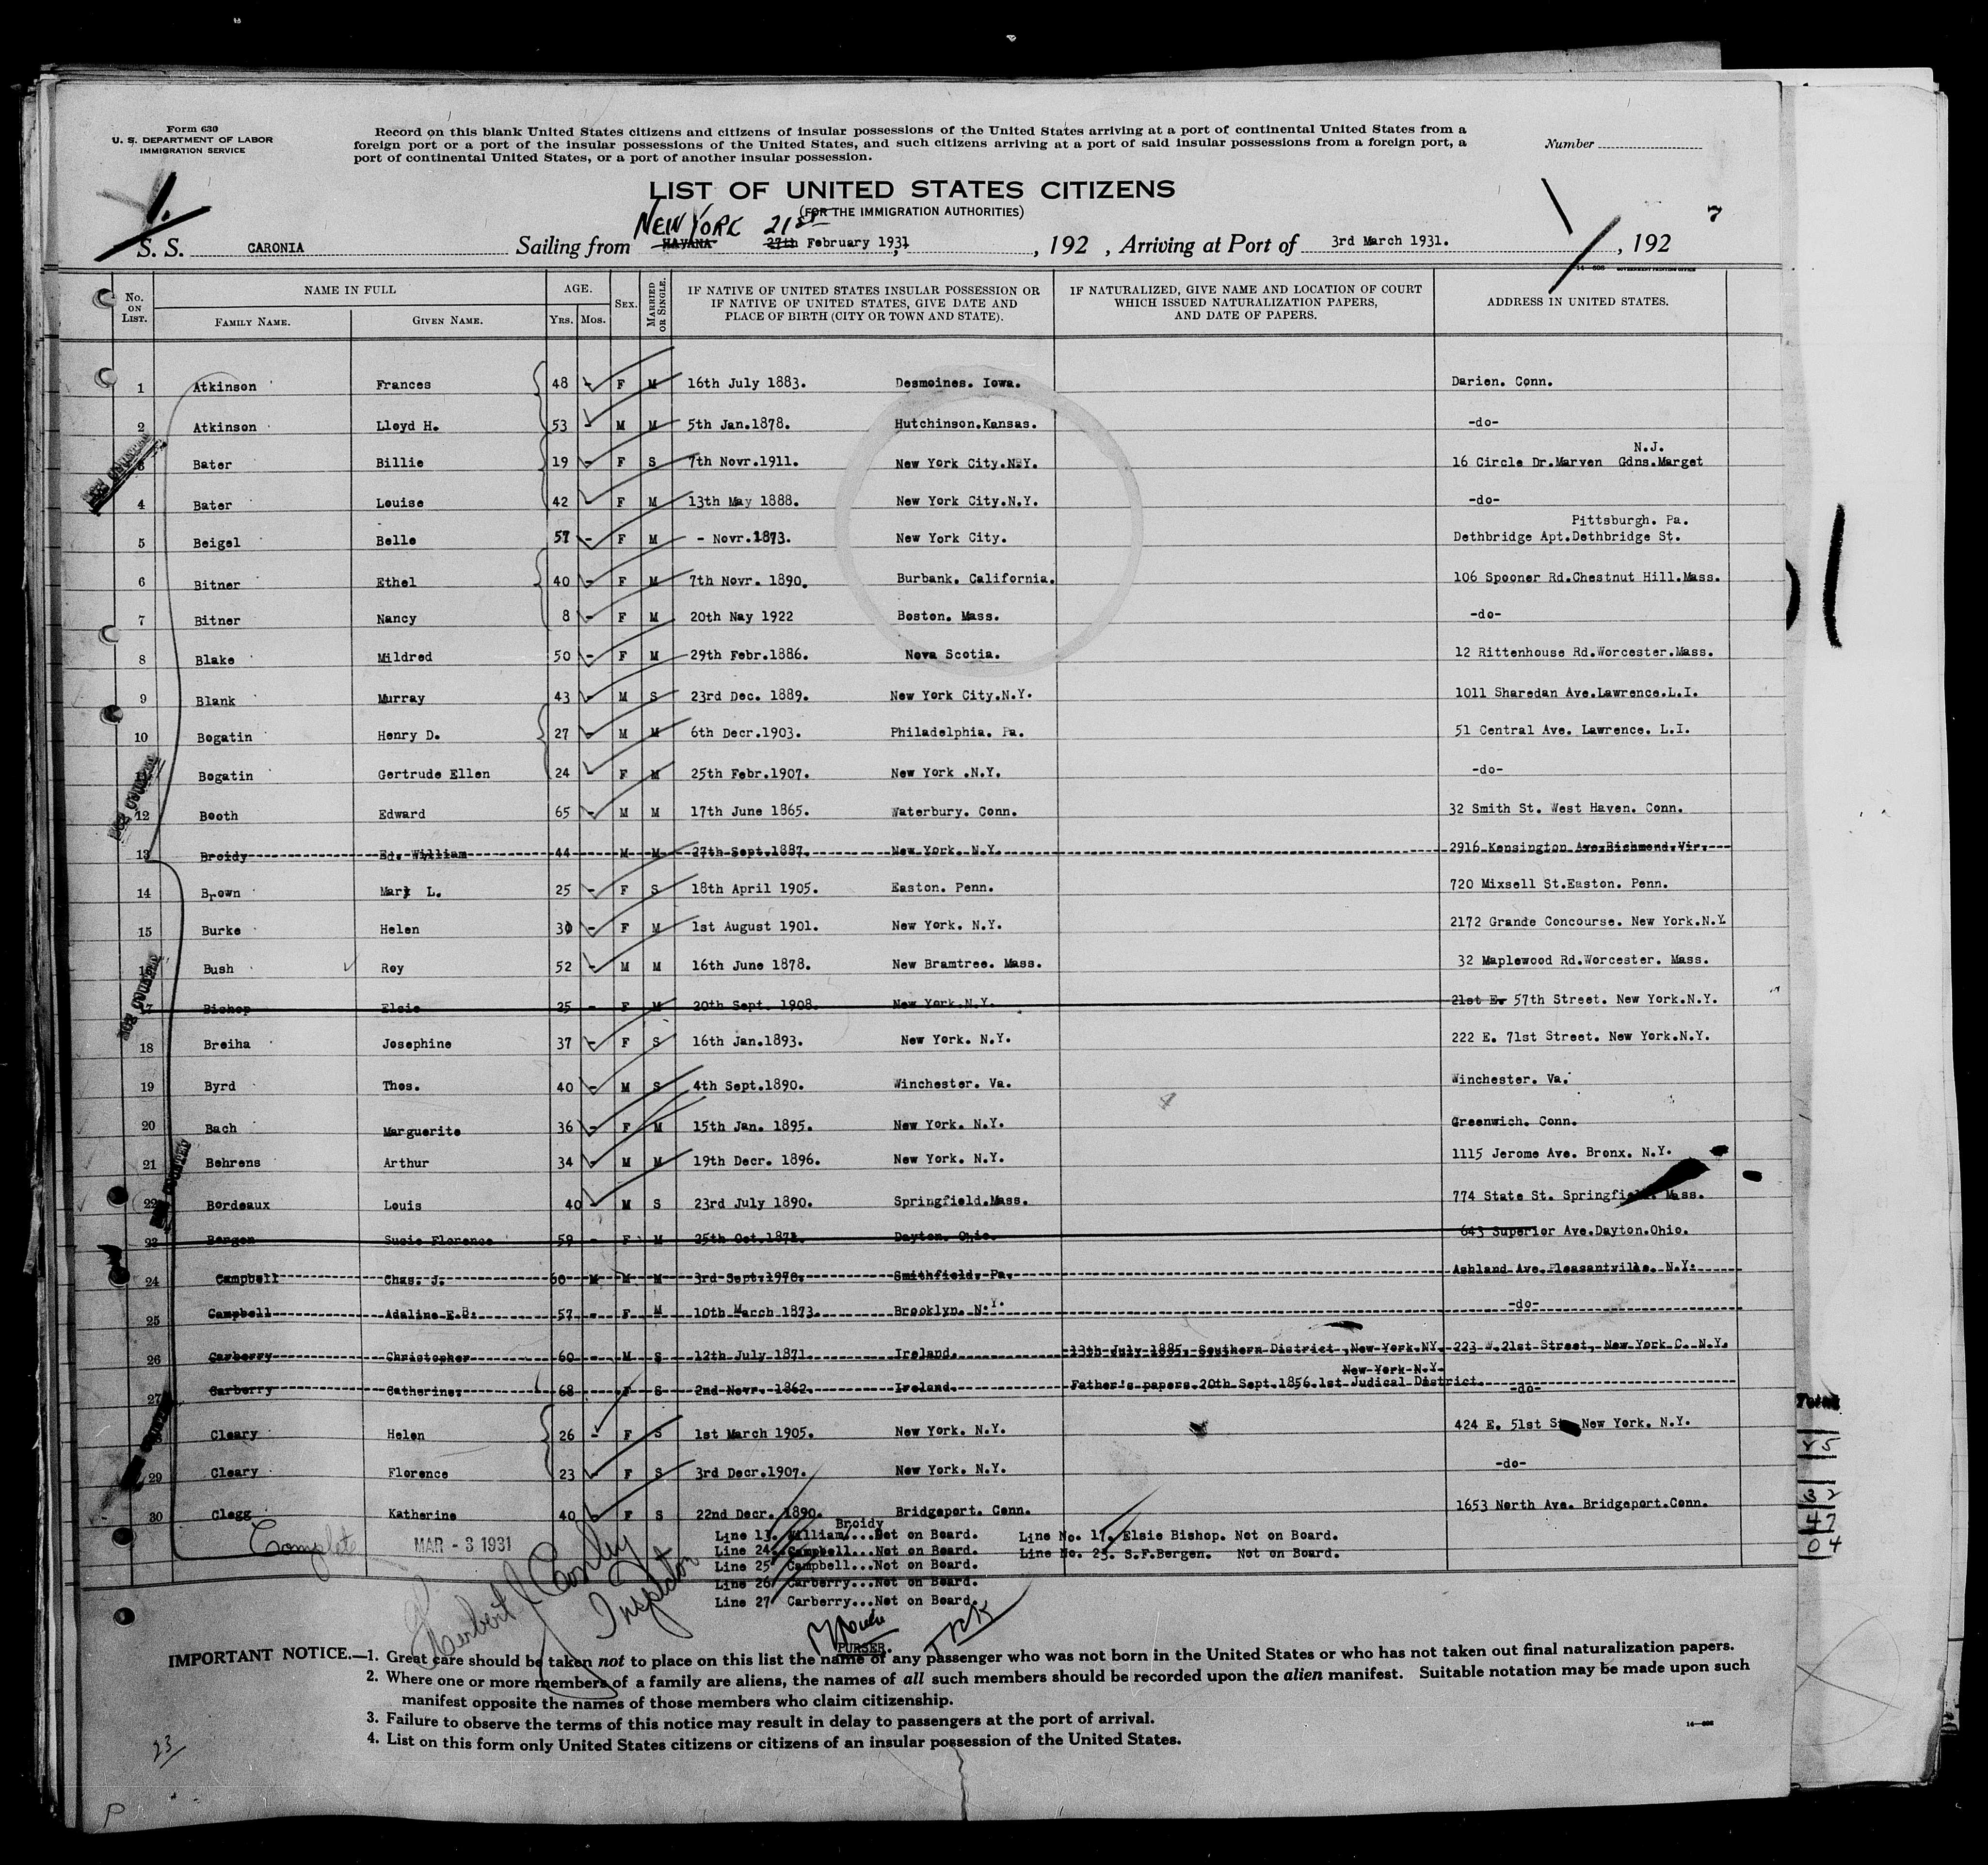 Form 630
U. S. DEPARTMENT OF LABOR
IMMIGRATION SERVICE
Record on this blank United States citizens and citizens of insular possessions of the United States arriving at a port of continental United States from a
foreign port or a port of the insular possessions of the United States, and such citizens arriving at a port of said insular possessions from a foreign port, a
port of continental United States, or a port of another insular possession.
Number
1.
LIST OF UNITED STATES CITIZENS
(FOR THE IMMIGRATION AUTHORITIES)
7
NEW YORK 21st
S. S. CARONIA Sailing from HAVANA 27th February 1931, 192 , Arriving at Port of 3rd March 1931. , 192
14—698 GOVERNMENT PRINTING OFFICE
No. ON LIST. NAME IN FULL FAMILY NAME. GIVEN NAME. AGE. YRS. MOS. SEX. MARRIED OR SINGLE. IF NATIVE OF UNITED STATES INSULAR POSSESSION OR IF NATIVE OF UNITED STATES, GIVE DATE AND PLACE OF BIRTH (CITY OR TOWN AND STATE). IF NATURALIZED, GIVE NAME AND LOCATION OF COURT WHICH ISSUED NATURALIZATION PAPERS, AND DATE OF PAPERS. ADDRESS IN UNITED STATES.
1 Atkinson Frances 48 - F M 16th July 1883. Desmoines. Iowa. Darien. Conn.
2 Atkinson Lloyd H. 53 - M M 5th Jan.1878. Hutchinson.Kansas. -do-
N.J.
3 Bater Billie 19 - F S 7th Novr.1911. New York City.N.Y. 16 Circle Dr.Marven Gdns.Marget
4 Bater Louise 42 - F M 13th May 1888. New York City.N.Y. -do-
Pittsburgh. Pa.
5 Beigel Belle 57 - F M - Novr.1873. New York City. Dethbridge Apt.Dethbridge St.
6 Bitner Ethel 40 - F M 7th Novr. 1890. Burbank. California. 106 Spooner Rd.Chestnut Hill.Mass.
7 Bitner Nancy 8 - F M 20th Nay 1922 Boston. Mass. -do-
8 Blake Mildred 50 - F M 29th Febr.1886. Nova Scotia. 12 Rittenhouse Rd.Worcester.Mass.
9 Blank Murray 43 - M S 23rd Dec. 1889. New York City.N.Y. 1011 Sharedan Ave.Lawrence.L.I.
10 Bogatin Henry D. 27 - M M 6th Decr.1903. Philadelphia. Pa. 51 Central Ave. Lawrence. L.I.
Bogatin Gertrude Ellen 24 - F M 25th Febr.1907. New York .N.Y. -do-
12 Booth Edward 65 - M M 17th June 1865. Waterbury. Conn. 32 Smith St. West Haven. Conn.
13 Broidy Ed. William 44 M M 27th Sept.1887. New York. N.Y. 2916 Kensington Ave.Richmond.Vir.
14 Brown Mary L. 25 - F S 18th April 1905. Easton. Penn. 720 Mixsell St.Easton. Penn.
15 Burke Helen 30 - F M 1st August 1901. New York. N.Y. 2172 Grande Concourse. New York.N.Y.
16 Bush Roy 52 - M M 16th June 1878. New Bramtree. Mass. 32 Maplewood Rd.Worcester. Mass.
17 Bishop Elsie 25 - F M 20th Sept. 1908. New York.N.Y. 21st E. 57th Street. New York.N.Y.
18 Breiha Josephine 37 - F S 16th Jan.1893. New York. N.Y. 222 E. 71st Street. New York.N.Y.
19 Byrd Thos. 40 - M S 4th Sept.1890. Winchester. Va. Winchester. Va.
20 Bach Marguerite 36 - F M 15th Jan. 1895. New York. N.Y. Greenwich. Conn.
21 Behrens Arthur 34 - M M 19th Decr. 1896. New York. N.Y. 1115 Jerome Ave. Bronx. N.Y.
22 Bordeaux Louis 40 - M S 23rd July 1890. Springfield.Mass. 774 State St. Springfield. Mass.
23 Bergen Susie Florence 59 - F M 25th Oct.1871. Dayton. Ohio. 643 Superior Ave.Dayton.Ohio.
24 Campbell Chas. J. 60 M M M 3rd Sept.1970. Smithfield. Pa. Ashland Ave.Pleasantville. N.Y.
25 Campbell Adaline E.B. 57 - F M 10th March 1873. Brooklyn. N.Y. -do-
26 Carberry Christopher 60 - M S 12th July 1871. Ireland. 13th July 1885. Southern District, New York.NY. 223 W.21st Street, New York C. N.Y.
New York N.Y.
27 Carberry Catherine. 68 F S 2nd Novr. 1862. Ireland. Father's papers.20th Sept.1856.1st Judical District. -do-
Cleary Helen 26 - F S 1st March 1905. New York. N.Y. 424 E. 51st St New York. N.Y.
29 Cleary Florence 23 - F S 3rd Decr.1907. New York. N.Y. -do-
30 Clegg Katherine 40 - F S 22nd Decr. 1890. Bridgeport. Conn. 1653 North Ave. Bridgeport.Conn.
Broidy
Line 13. William...Not on Board. Line No. 17. Elsie Bishop. Not on Board.
Line 24. Campbell...Not on Board. Line No. 23. S.F.Bergen. Not on Board.
Line 25 Campbell...Not on Board.
Line 26 Carberry...Not on Board.
Line 27 Carberry...Not on Board.
Complete
MAR - 3 1931
Herbert J Conley
Inspector
PURSER.
IMPORTANT NOTICE.—1. Great care should be taken not to place on this list the name of any passenger who was not born in the United States or who has not taken out final naturalization papers.
2. Where one or more members of a family are aliens, the names of all such members should be recorded upon the alien manifest. Suitable notation may be made upon such
manifest opposite the names of those members who claim citizenship.
3. Failure to observe the terms of this notice may result in delay to passengers at the port of arrival.
4. List on this form only United States citizens or citizens of an insular possession of the United States.
14—698
23
Total
25
32
47
04